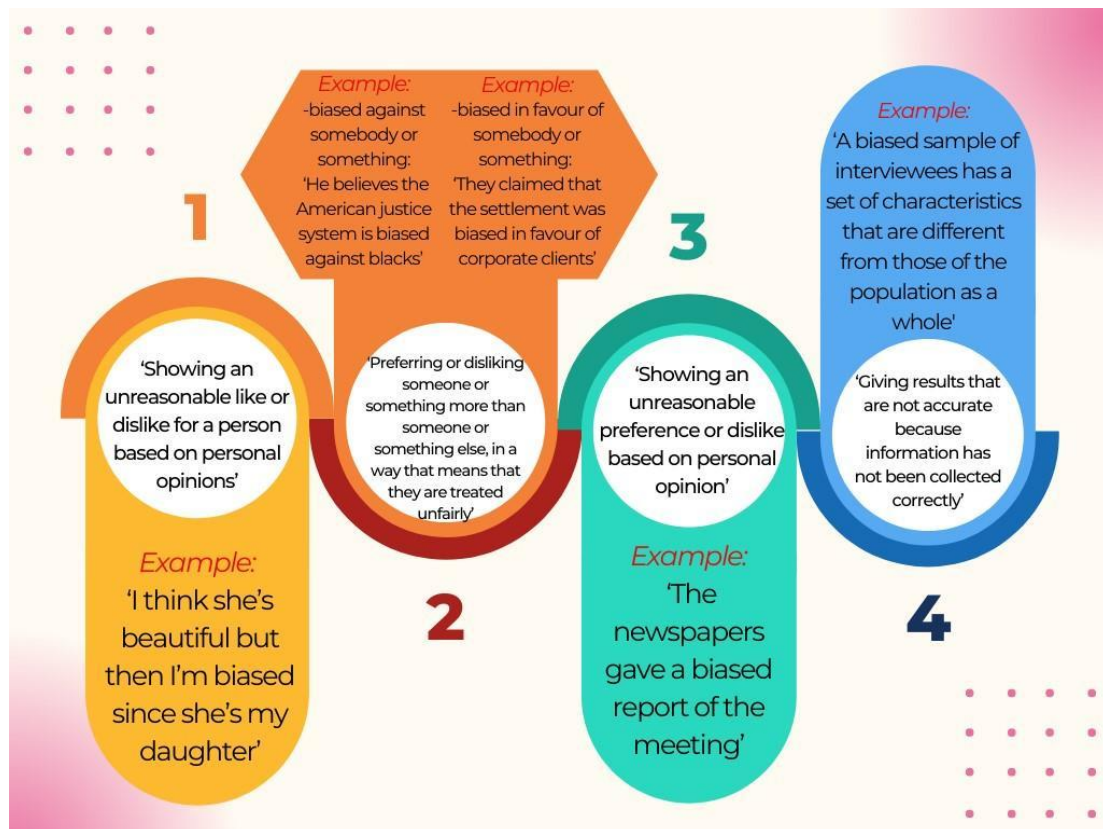 1
'Showing an
unreasonable like or
dislike for a person
based on personal
opinions'
Example:
'I think she's
beautiful but
then I'm biased
since she's my
daughter'
Example:
-biased against
somebody or
something:
'He believes the
American justice
system is biased
against blacks'
Example:
-biased in favour of
somebody or
something:
'They claimed that
the settlement was
biased in favour of
corporate clients'
'Preferring or disliking
someone or
something more than
someone or
something else, in a
way that means that
they are treated
unfairly'
2
3
'Showing an
unreasonable
preference or dislike
based on personal
opinion'
Example:
'The
newspapers
gave a biased
report of the
meeting'
Example:
'A biased sample of
interviewees has a
set of characteristics
that are different
from those of the
population as a
whole'
'Giving results that
are not accurate
because
information has
not been collected
correctly'
4